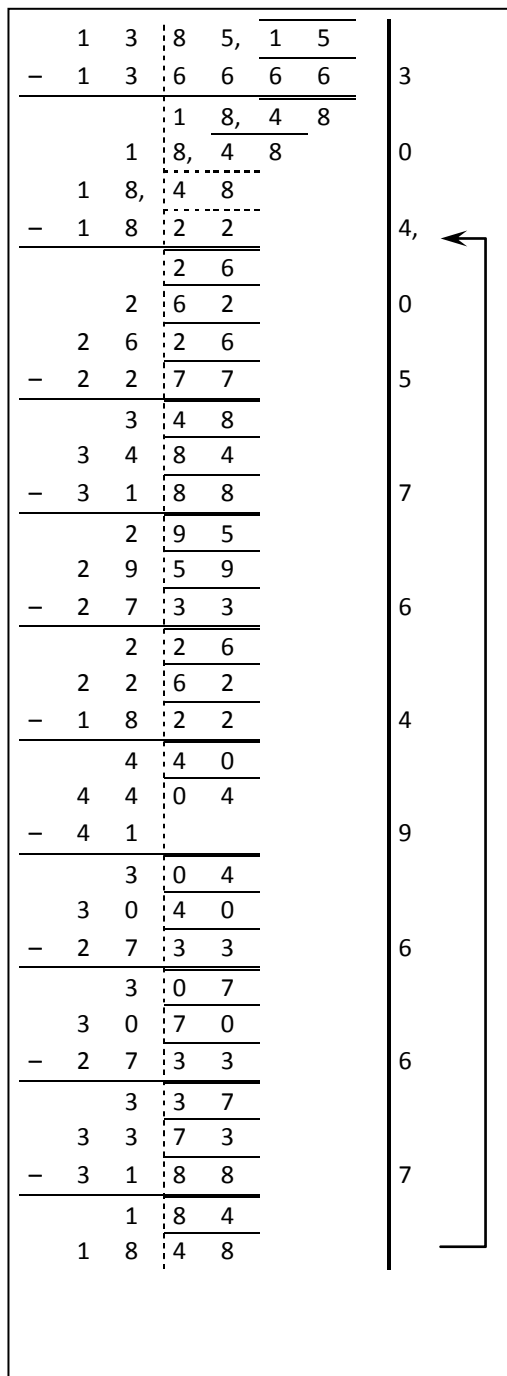 1 3 8 5, 1 5
– 1 3 6 6 6 6 3
1 8, 4 8
1 8, 4 8 0
1 8, 4 8
– 1 8 2 2 4,
2 6
2 6 2 0
2 6 2 6
– 2 2 7 7 5
3 4 8
3 4 8 4
– 3 1 8 8 7
2 9 5
2 9 5 9
– 2 7 3 3 6
2 2 6
2 2 6 2
– 1 8 2 2 4
4 4 0
4 4 0 4
– 4 1 9
3 0 4
3 0 4 0
– 2 7 3 3 6
3 0 7
3 0 7 0
– 2 7 3 3 6
3 3 7
3 3 7 3
– 3 1 8 8 7
1 8 4
1 8 4 8